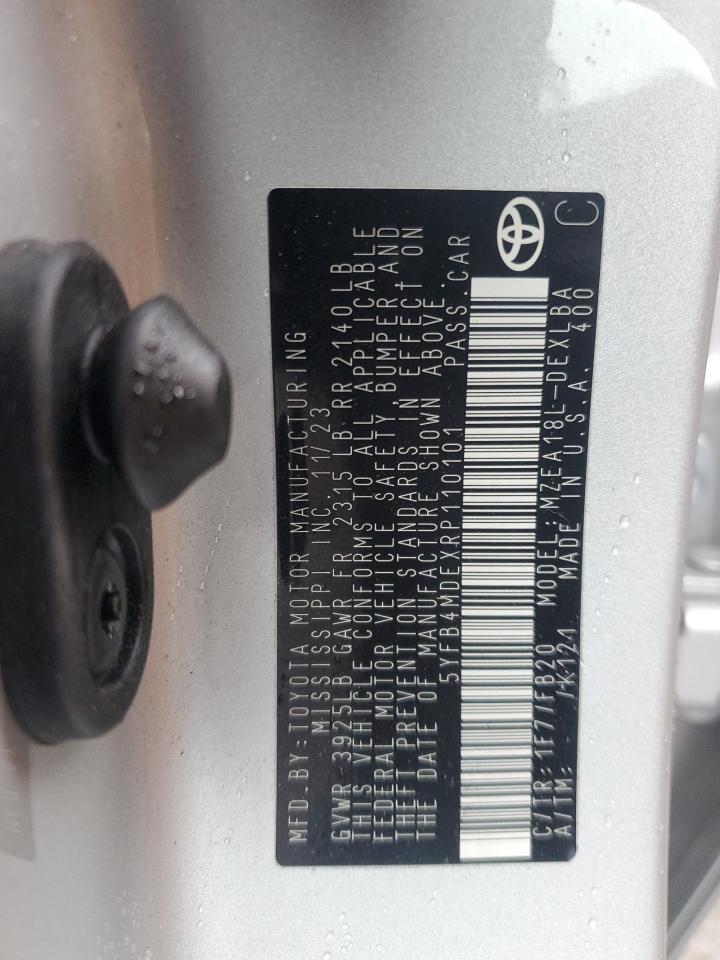 MFD. BY: TOYOTA MOTOR MANUFACTURING
MISSISSIPPI INC. 11/23
GVWR 3925LB GAWR FR 2315 LB RR 2140 LB
THIS VEHICLE CONFORMS TO ALL APPLICABLE
FEDERAL MOTOR VEHICLE SAFETY, BUMPER, AND
THEFT PREVENTION STANDARDS IN EFFECT ON
THE DATE OF MANUFACTURE SHOWN ABOVE.
5YFB4MDEXRP110101 PASS. CAR
C/TR: 1F7/FB20 MODEL: MZEA18L-DEXLBA
A/TM: -/K121 MADE IN U.S.A. 400
C